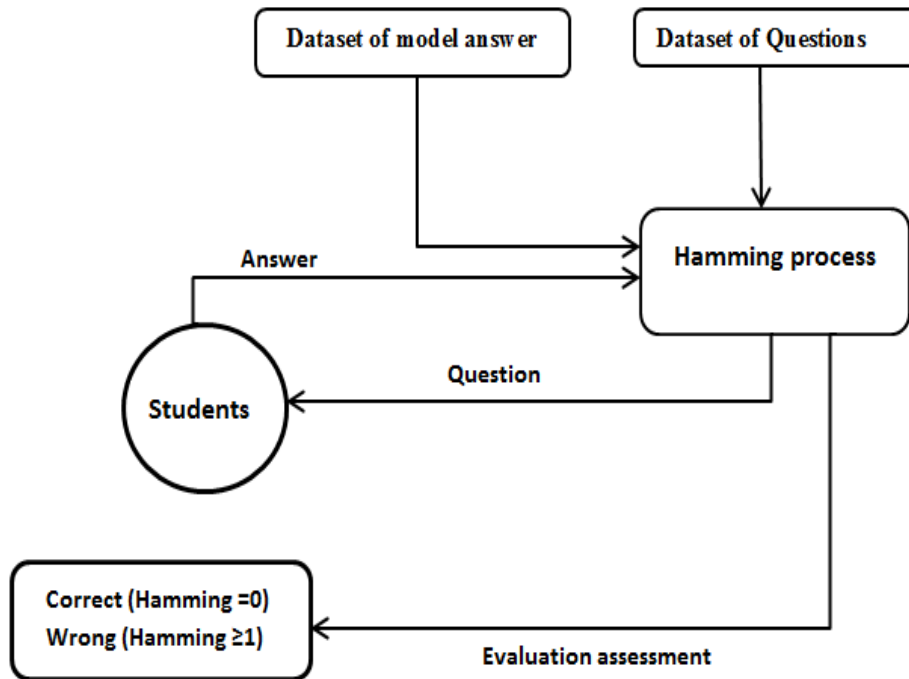 Dataset of model answer
Dataset of Questions
Hamming process
Answer
Question
Students
Correct (Hamming =0)
Wrong (Hamming ≥1)
Evaluation assessment